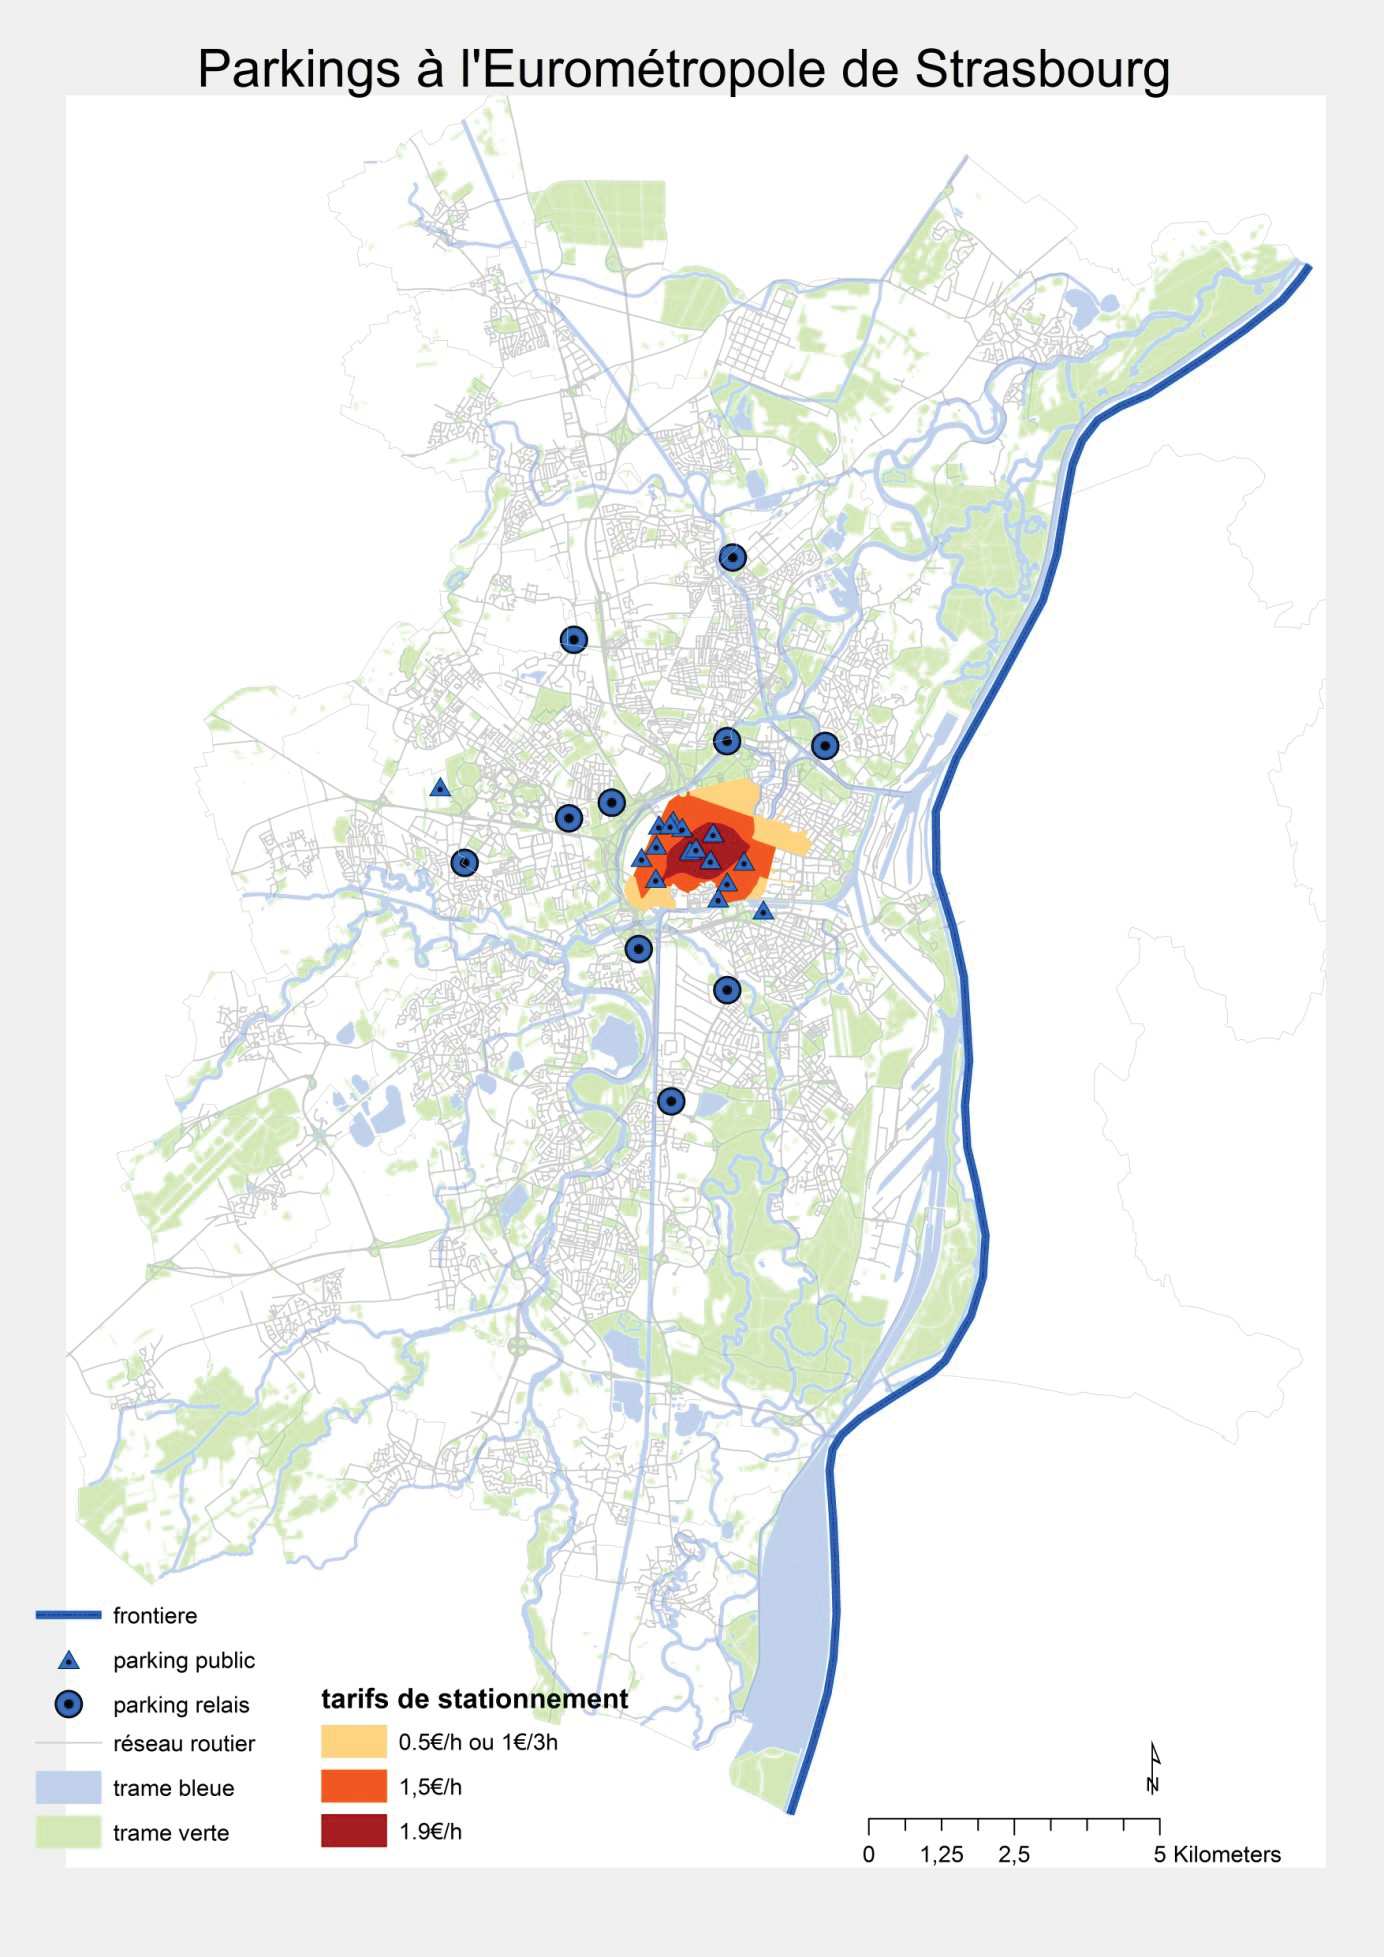 Parkings à l'Eurométropole de Strasbourg
frontiere
parking public
parking relais
réseau routier
trame bleue
trame verte
tarifs de stationnement
0.5€/h ou 1€/3h
1,5€/h
1.9€/h
N
0 1,25 2,5 5 Kilometers